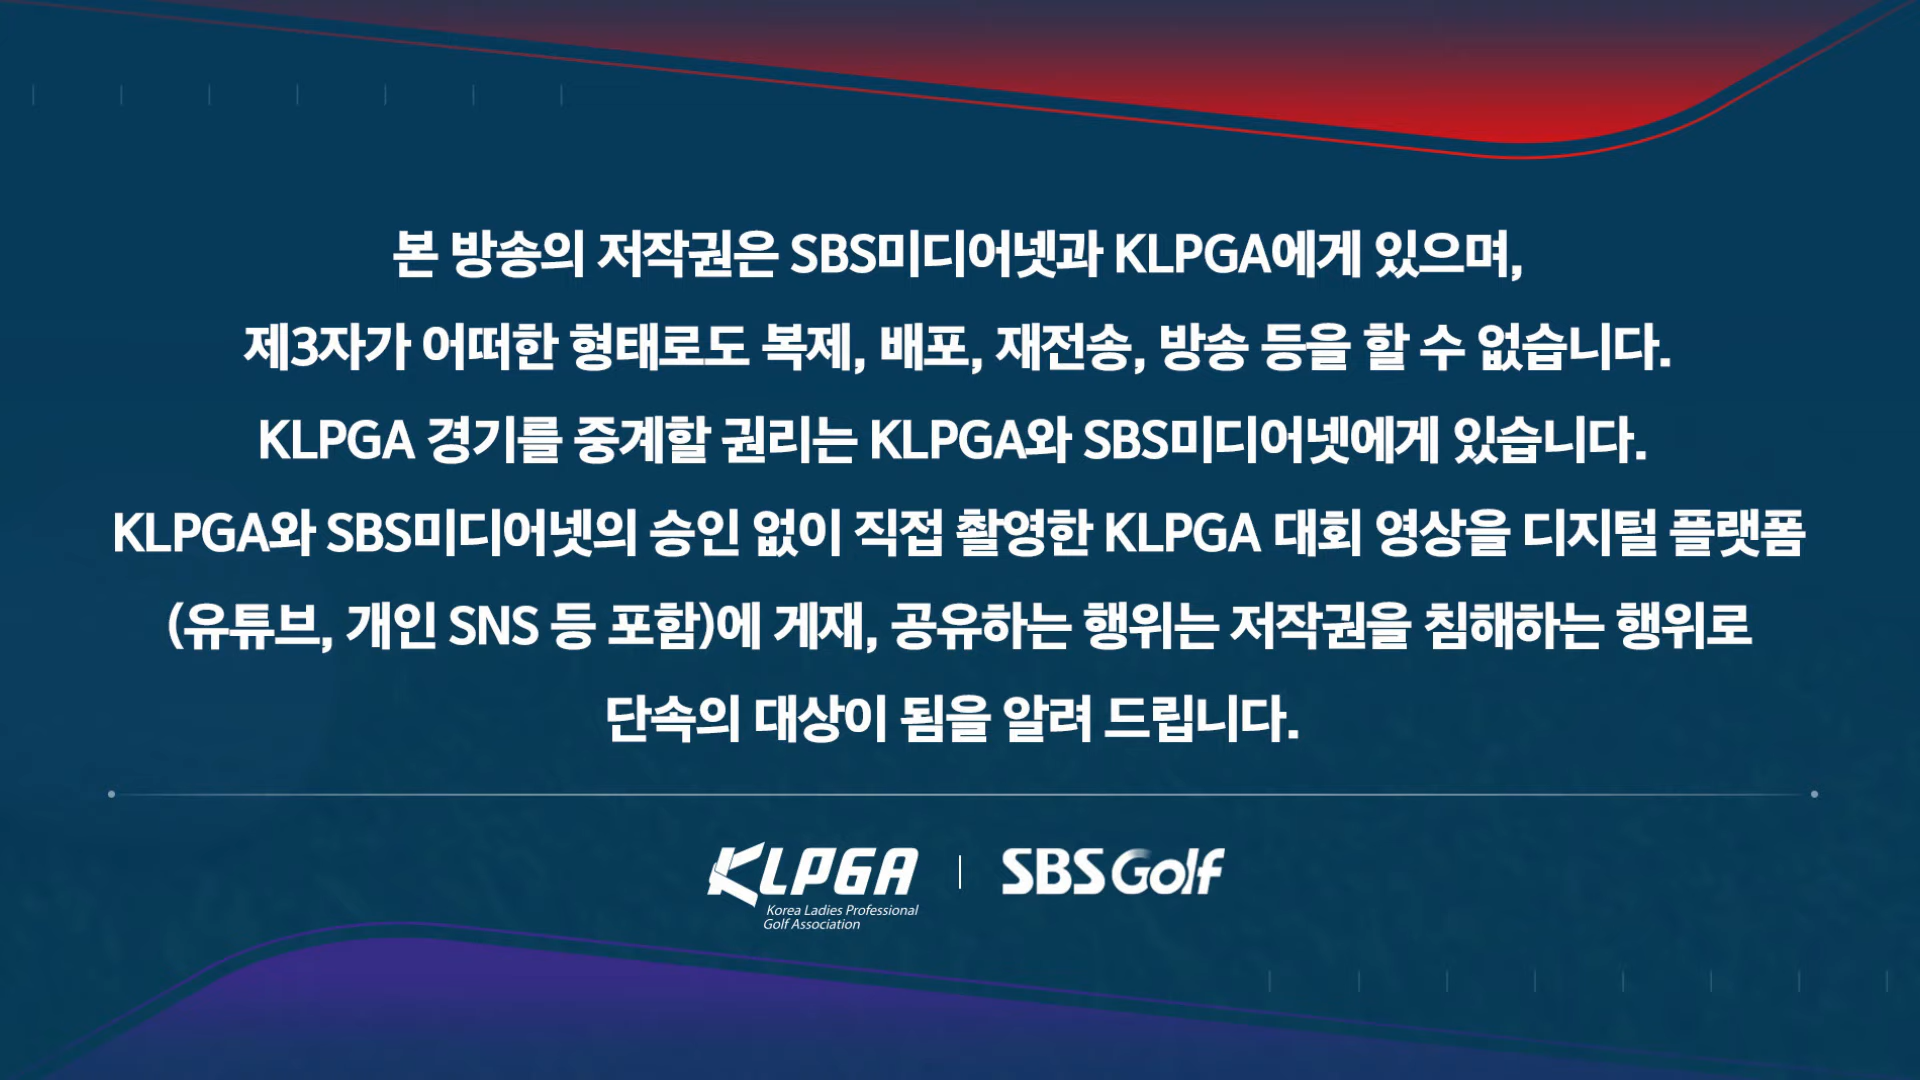 본 방송의 저작권은 SBS미디어넷과 KLPGA에게 있으며,
제3자가 어떠한 형태로도 복제, 배포, 재전송, 방송 등을 할 수 없습니다.
KLPGA 경기를 중계할 권리는 KLPGA와 SBS미디어넷에게 있습니다.
KLPGA와 SBS미디어넷의 승인 없이 직접 촬영한 KLPGA 대회 영상을 디지털 플랫폼
(유튜브, 개인 SNS 등 포함)에 게재, 공유하는 행위는 저작권을 침해하는 행위로
단속의 대상이 됨을 알려 드립니다.
KLPGA
Korea Ladies Professional
Golf Association
SBS Golf